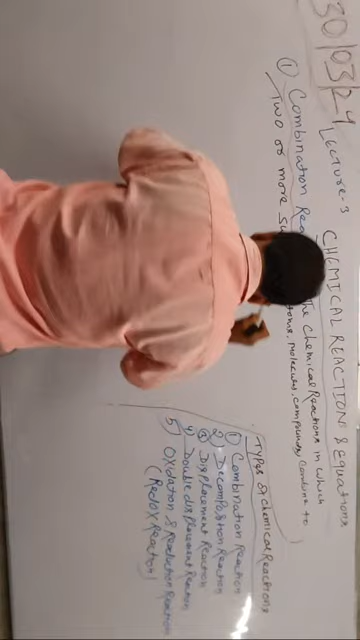 30/03/24
LECTURE-3
CHEMICAL REACTION & EQUATIONS
① Combination Rea The Chemical Reactions in which
Two or more su atoms, molecules, compounds combine to
Types of Chemical Reactions
① Combination Reaction
2) Decomposition Reaction
③ Displacement Reaction
4) Double displacement Reaction
5) Oxidation & Reduction Reaction
(Redox Reaction)